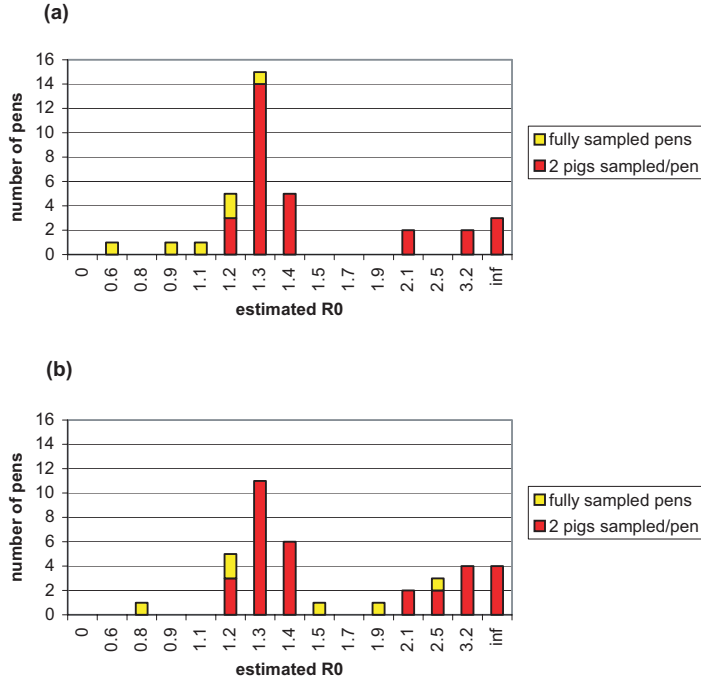 (a)
number of pens
16
14
12
10
8
6
4
2
0
0 0.6 0.8 0.9 1.1 1.2 1.3 1.4 1.5 1.7 1.9 2.1 2.5 3.2 inf
estimated R0
fully sampled pens
2 pigs sampled/pen
(b)
number of pens
16
14
12
10
8
6
4
2
0
0 0.6 0.8 0.9 1.1 1.2 1.3 1.4 1.5 1.7 1.9 2.1 2.5 3.2 inf
estimated R0
fully sampled pens
2 pigs sampled/pen